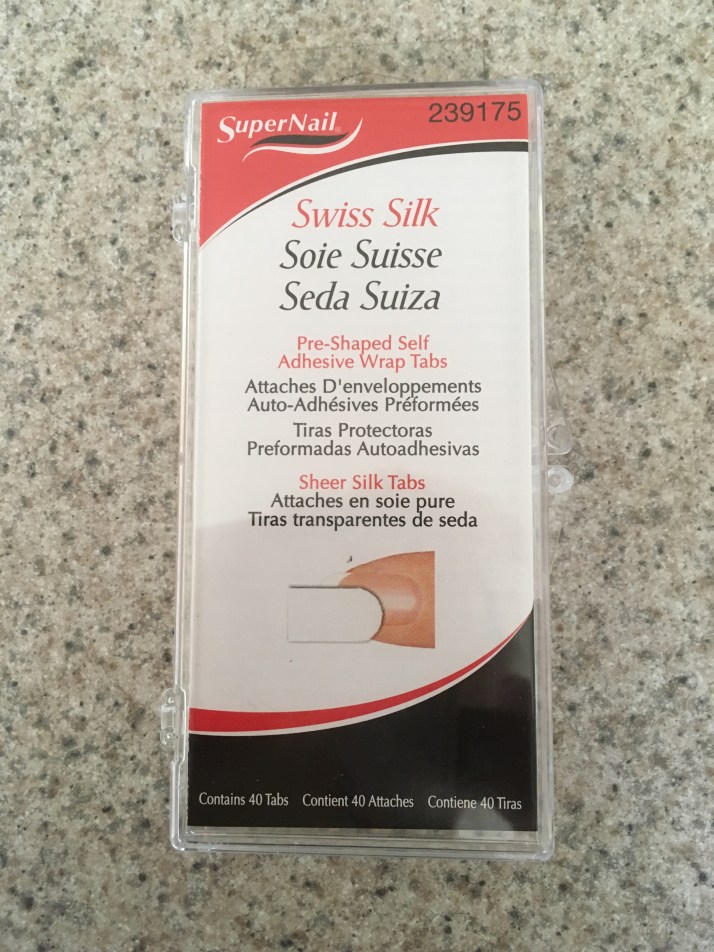 SuperNail®
239175
Swiss Silk
Soie Suisse
Seda Suiza
Pre-Shaped Self
Adhesive Wrap Tabs
Attaches D'enveloppements
Auto-Adhésives Préformées
Tiras Protectoras
Preformadas Autoadhesivas
Sheer Silk Tabs
Attaches en soie pure
Tiras transparentes de seda
Contains 40 Tabs Contient 40 Attaches Contiene 40 Tiras